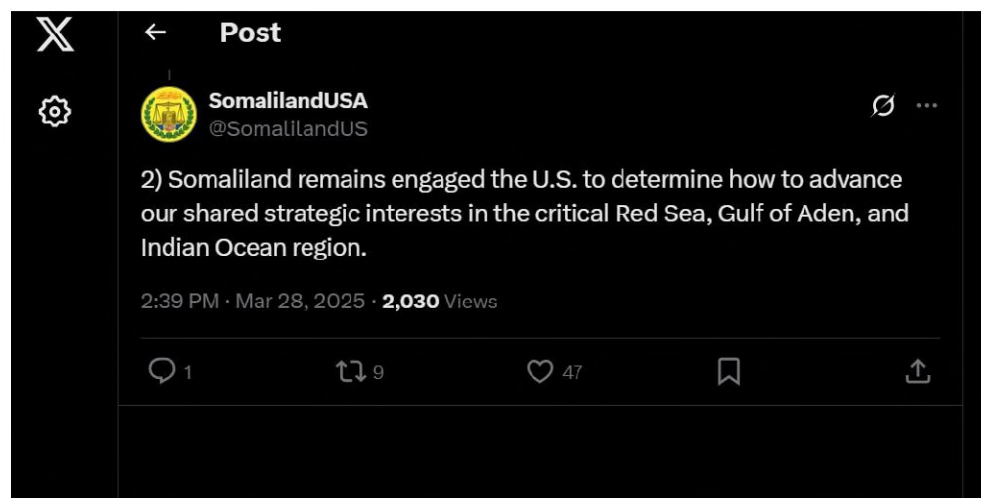 Post
SomalilandUSA
@SomalilandUS
2) Somaliland remains engaged the U.S. to determine how to advance
our shared strategic interests in the critical Red Sea, Gulf of Aden, and
Indian Ocean region.
2:39 PM · Mar 28, 2025 · 2,030 Views
1 9 47